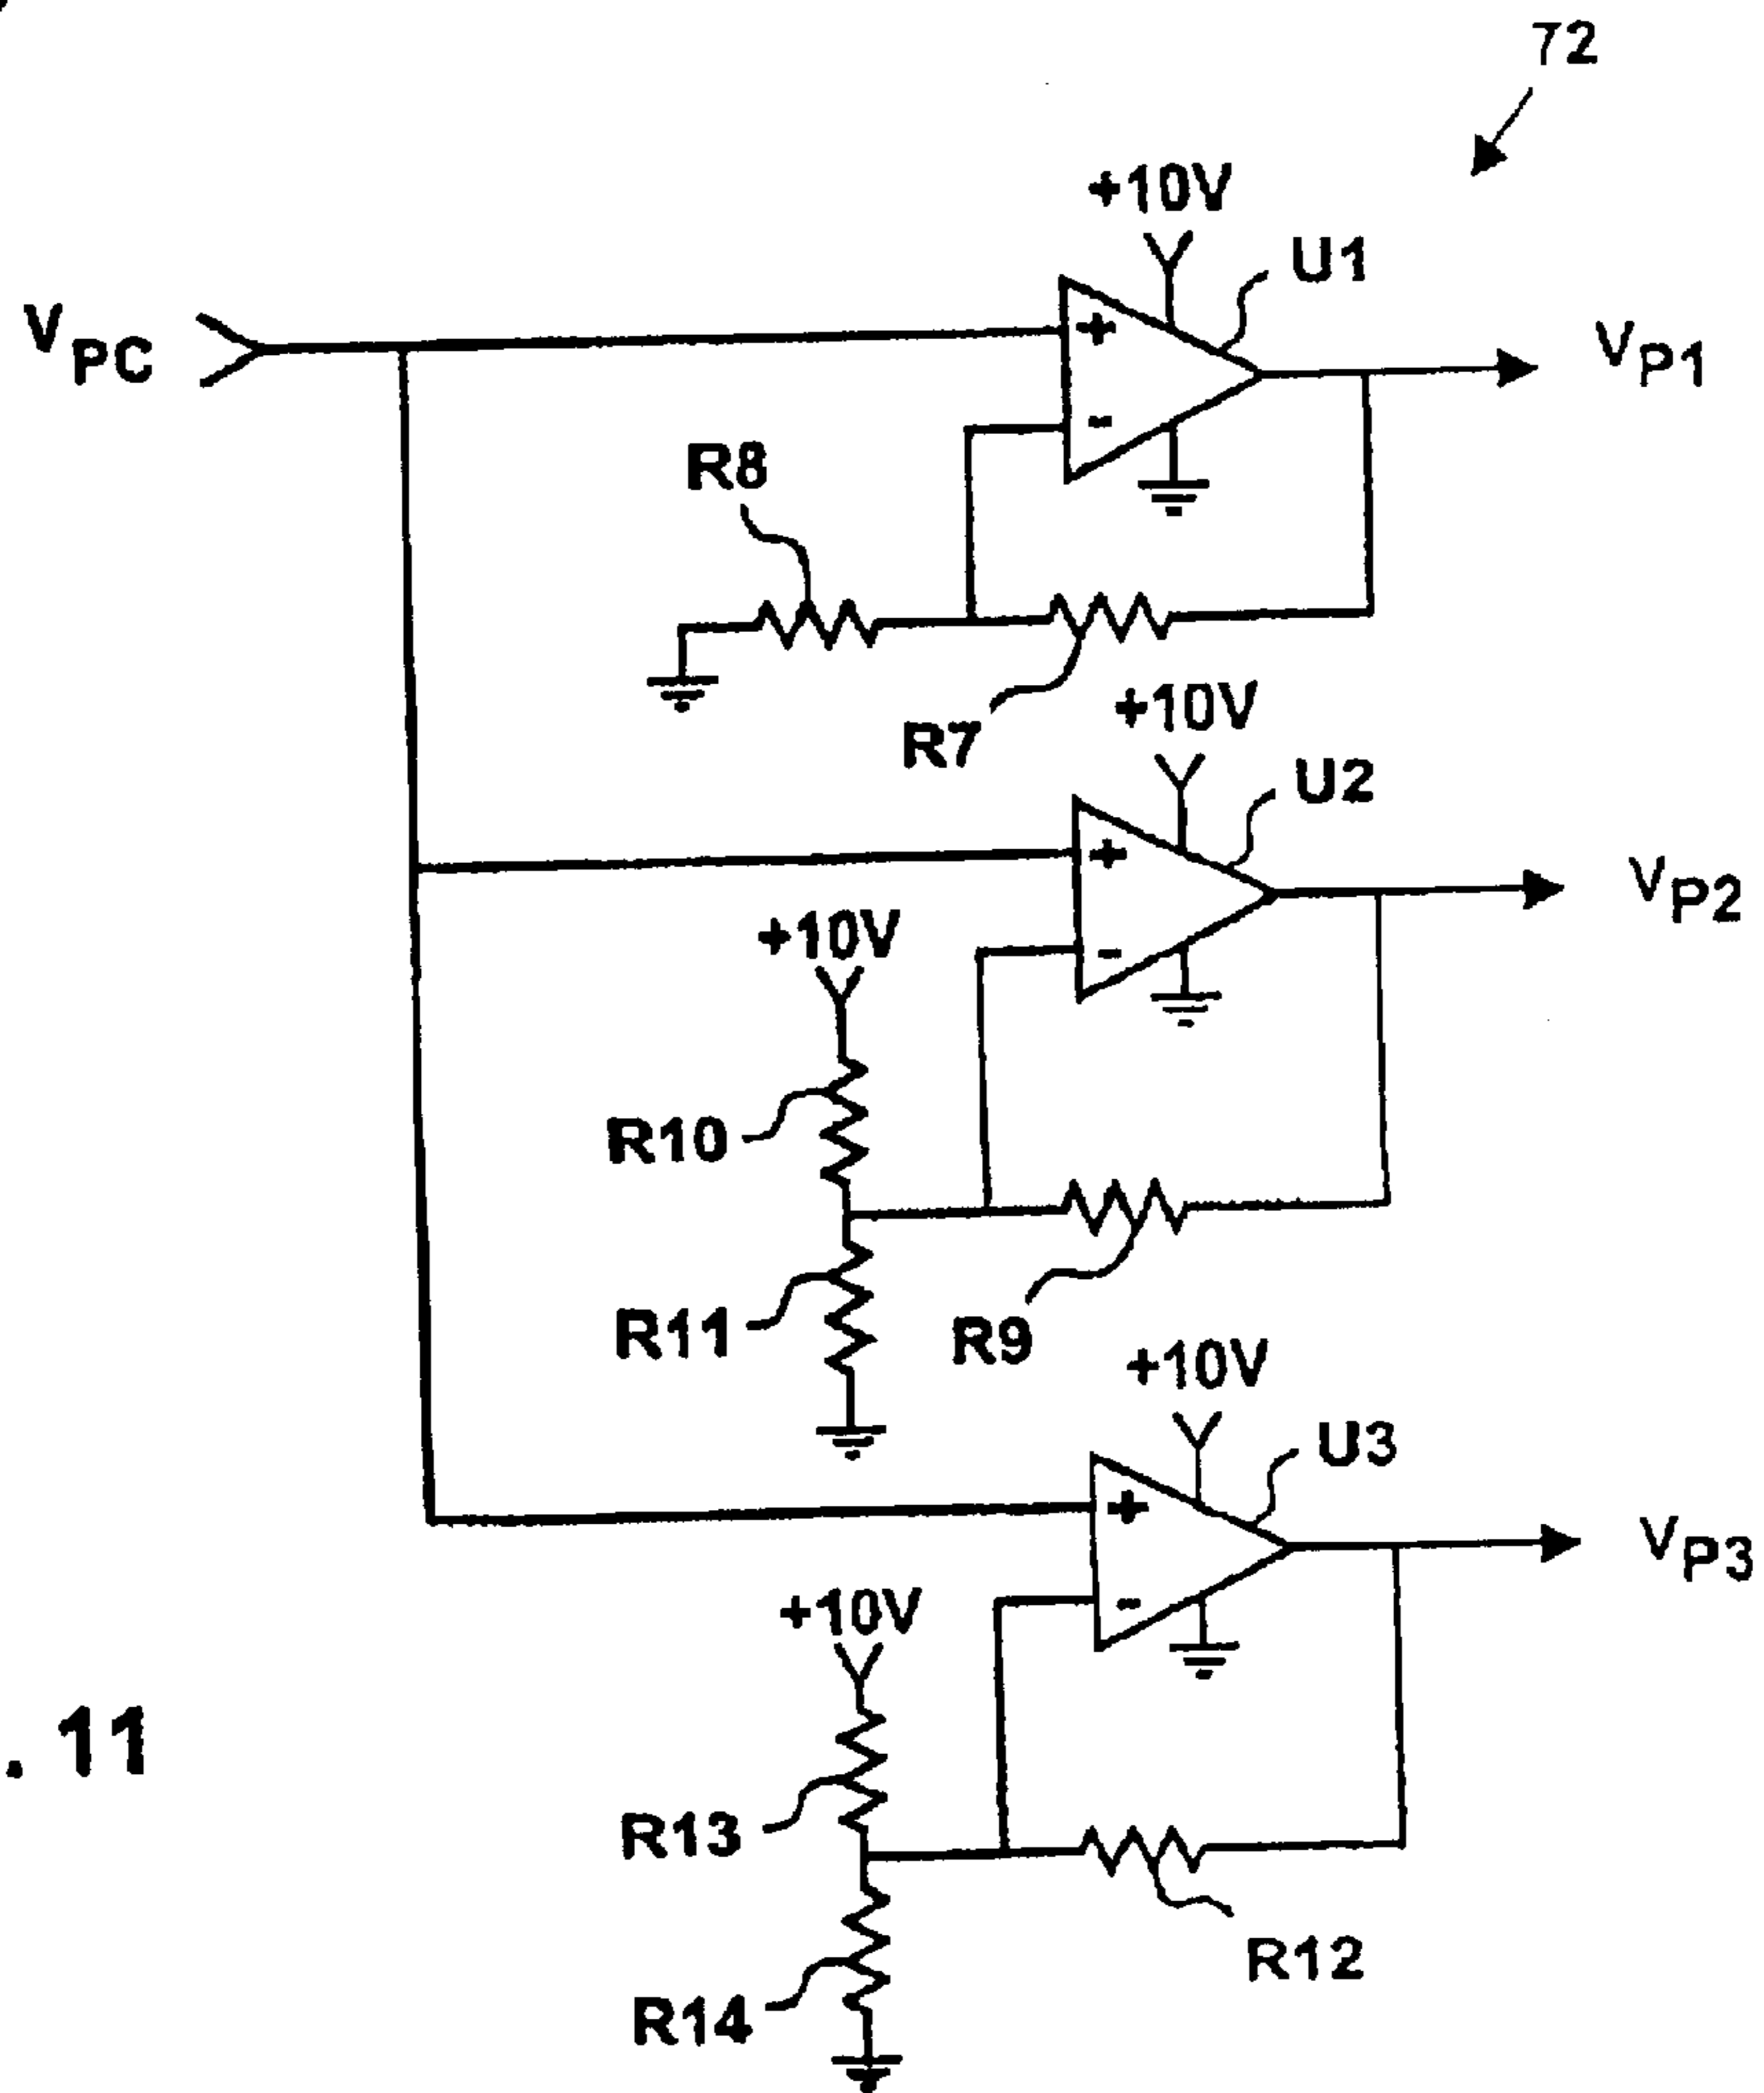 72
+10V
U1
VPC
+
VP1
-
R8
R7
+10V
U2
+
VP2
+10V
-
R10
R11
R9
+10V
U3
+
VP3
+10V
-
. 11
R13
R12
R14